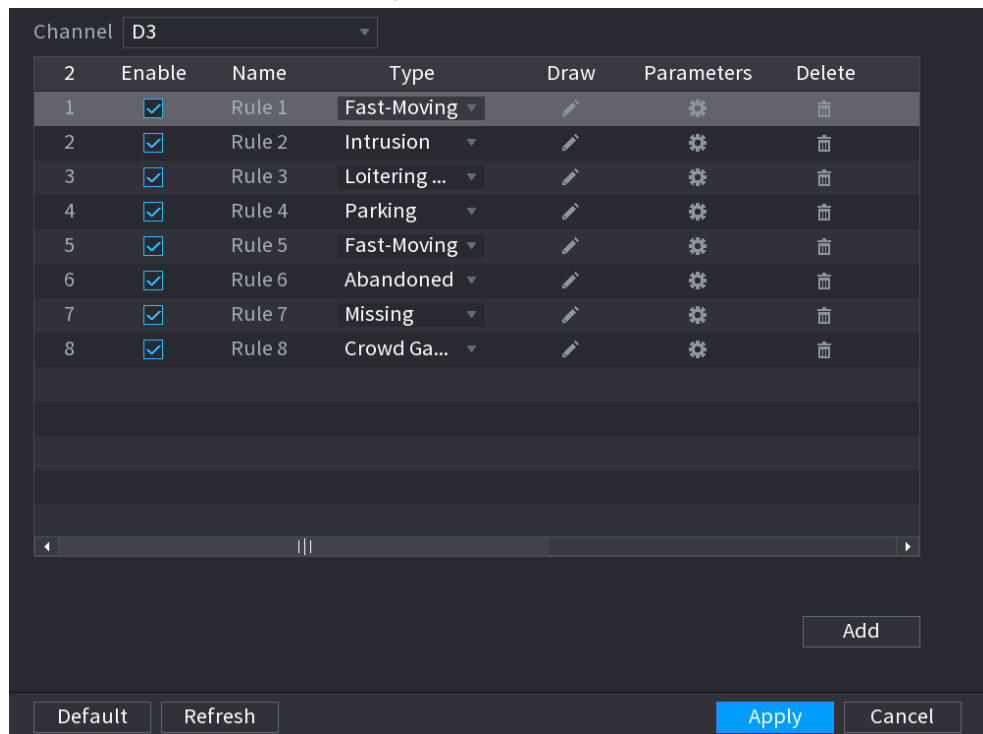 Channel D3
2 Enable Name Type Draw Parameters Delete
1 Rule 1 Fast-Moving
2 Rule 2 Intrusion
3 Rule 3 Loitering ...
4 Rule 4 Parking
5 Rule 5 Fast-Moving
6 Rule 6 Abandoned
7 Rule 7 Missing
8 Rule 8 Crowd Ga...
Add
Default Refresh Apply Cancel